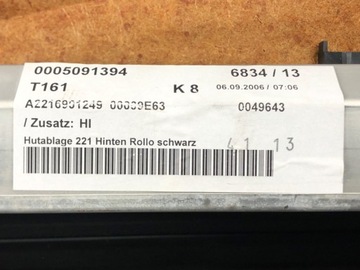 0005091394 6834 / 13
T161 K 8 06.09.2006 / 07:06
A2216901249 00009E63 0049643
/ Zusatz: HI
Hutablage 221 Hinten Rollo schwarz
41 13